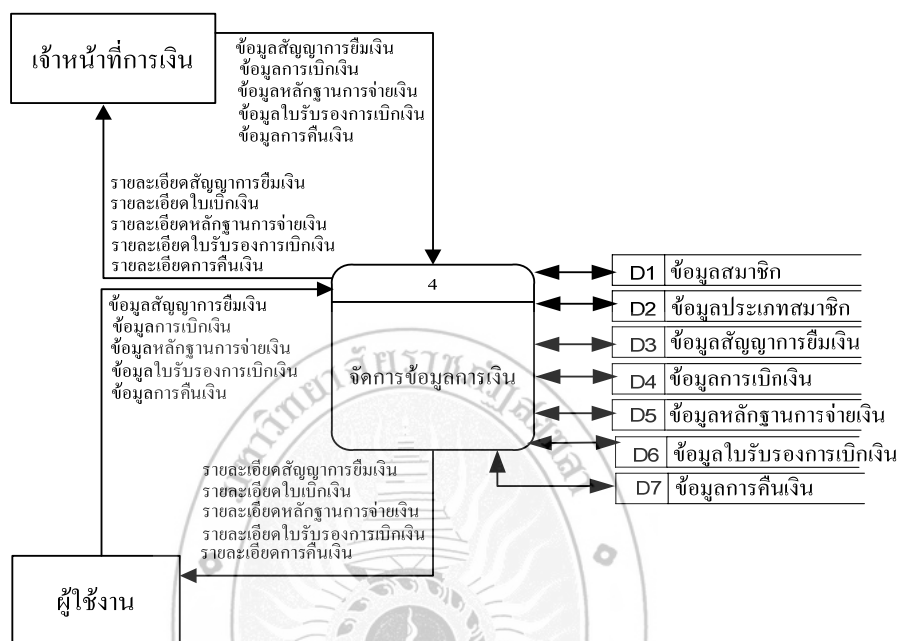 เจ้าหน้าที่การเงิน
ข้อมูลสัญญาการยืมเงิน
ข้อมูลการเบิกเงิน
ข้อมูลหลักฐานการจ่ายเงิน
ข้อมูลใบรับรองการเบิกเงิน
ข้อมูลการคืนเงิน
รายละเอียดสัญญาการยืมเงิน
รายละเอียดใบเบิกเงิน
รายละเอียดหลักฐานการจ่ายเงิน
รายละเอียดใบรับรองการเบิกเงิน
รายละเอียดการคืนเงิน
4
จัดการข้อมูลการเงิน
D1 ข้อมูลสมาชิก
D2 ข้อมูลประเภทสมาชิก
D3 ข้อมูลสัญญาการยืมเงิน
D4 ข้อมูลการเบิกเงิน
D5 ข้อมูลหลักฐานการจ่ายเงิน
D6 ข้อมูลใบรับรองการเบิกเงิน
D7 ข้อมูลการคืนเงิน
ข้อมูลสัญญาการยืมเงิน
ข้อมูลการเบิกเงิน
ข้อมูลหลักฐานการจ่ายเงิน
ข้อมูลใบรับรองการเบิกเงิน
ข้อมูลการคืนเงิน
รายละเอียดสัญญาการยืมเงิน
รายละเอียดใบเบิกเงิน
รายละเอียดหลักฐานการจ่ายเงิน
รายละเอียดใบรับรองการเบิกเงิน
รายละเอียดการคืนเงิน
ผู้ใช้งาน